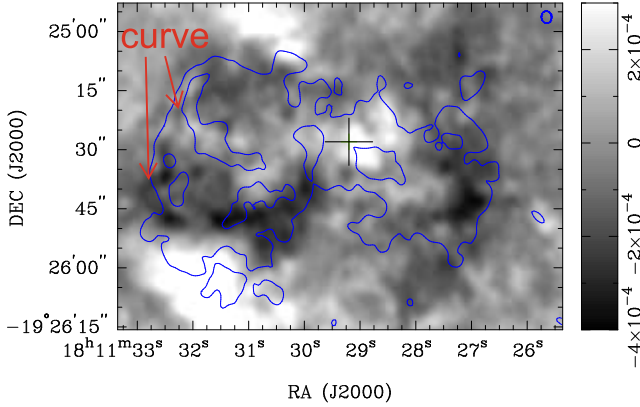 curve
25′00″
15″
30″
45″
26′00″
−19°26′15″
DEC (J2000)
18ʰ11ᵐ33ˢ 32ˢ 31ˢ 30ˢ 29ˢ 28ˢ 27ˢ 26ˢ
RA (J2000)
2×10⁻⁴
0
−2×10⁻⁴
−4×10⁻⁴